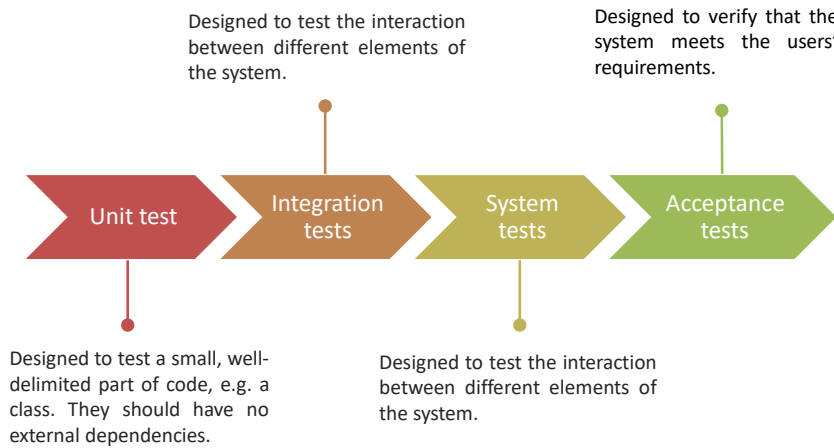 Designed to test the interaction
between different elements of
the system.
Designed to verify that the
system meets the users'
requirements.
Unit test
Integration
tests
System
tests
Acceptance
tests
Designed to test a small, well-
delimited part of code, e.g. a
class. They should have no
external dependencies.
Designed to test the interaction
between different elements of
the system.